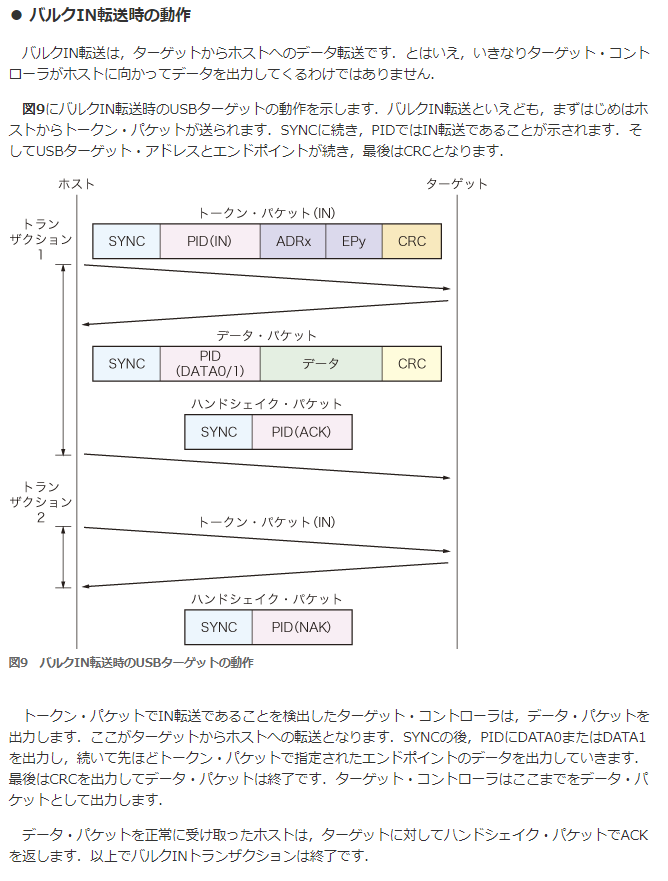 ● バルクIN転送時の動作
バルクIN転送は，ターゲットからホストへのデータ転送です．とはいえ，いきなりターゲット・コント
ローラがホストに向かってデータを出力してくるわけではありません．
図9にバルクIN転送時のUSBターゲットの動作を示します．バルクIN転送といえども，まずはじめはホ
ストからトークン・パケットが送られます．SYNCに続き，PIDではIN転送であることが示されます．そ
してUSBターゲット・アドレスとエンドポイントが続き，最後はCRCとなります．
ホスト
ターゲット
トラン
ザクション
1
トークン・パケット(IN)
SYNC PID(IN) ADRx EPy CRC
データ・パケット
SYNC PID
(DATA0/1) データ CRC
ハンドシェイク・パケット
SYNC PID(ACK)
トラン
ザクション
2
トークン・パケット(IN)
ハンドシェイク・パケット
SYNC PID(NAK)
図9 バルクIN転送時のUSBターゲットの動作
トークン・パケットでIN転送であることを検出したターゲット・コントローラは，データ・パケットを
出力します．ここがターゲットからホストへの転送となります．SYNCの後，PIDにDATA0またはDATA1
を出力し，続いて先ほどトークン・パケットで指定されたエンドポイントのデータを出力していきます．
最後はCRCを出力してデータ・パケットは終了です．ターゲット・コントローラはここまでをデータ・パ
ケットとして出力します．
データ・パケットを正常に受け取ったホストは，ターゲットに対してハンドシェイク・パケットでACK
を返します．以上でバルクINトランザクションは終了です．